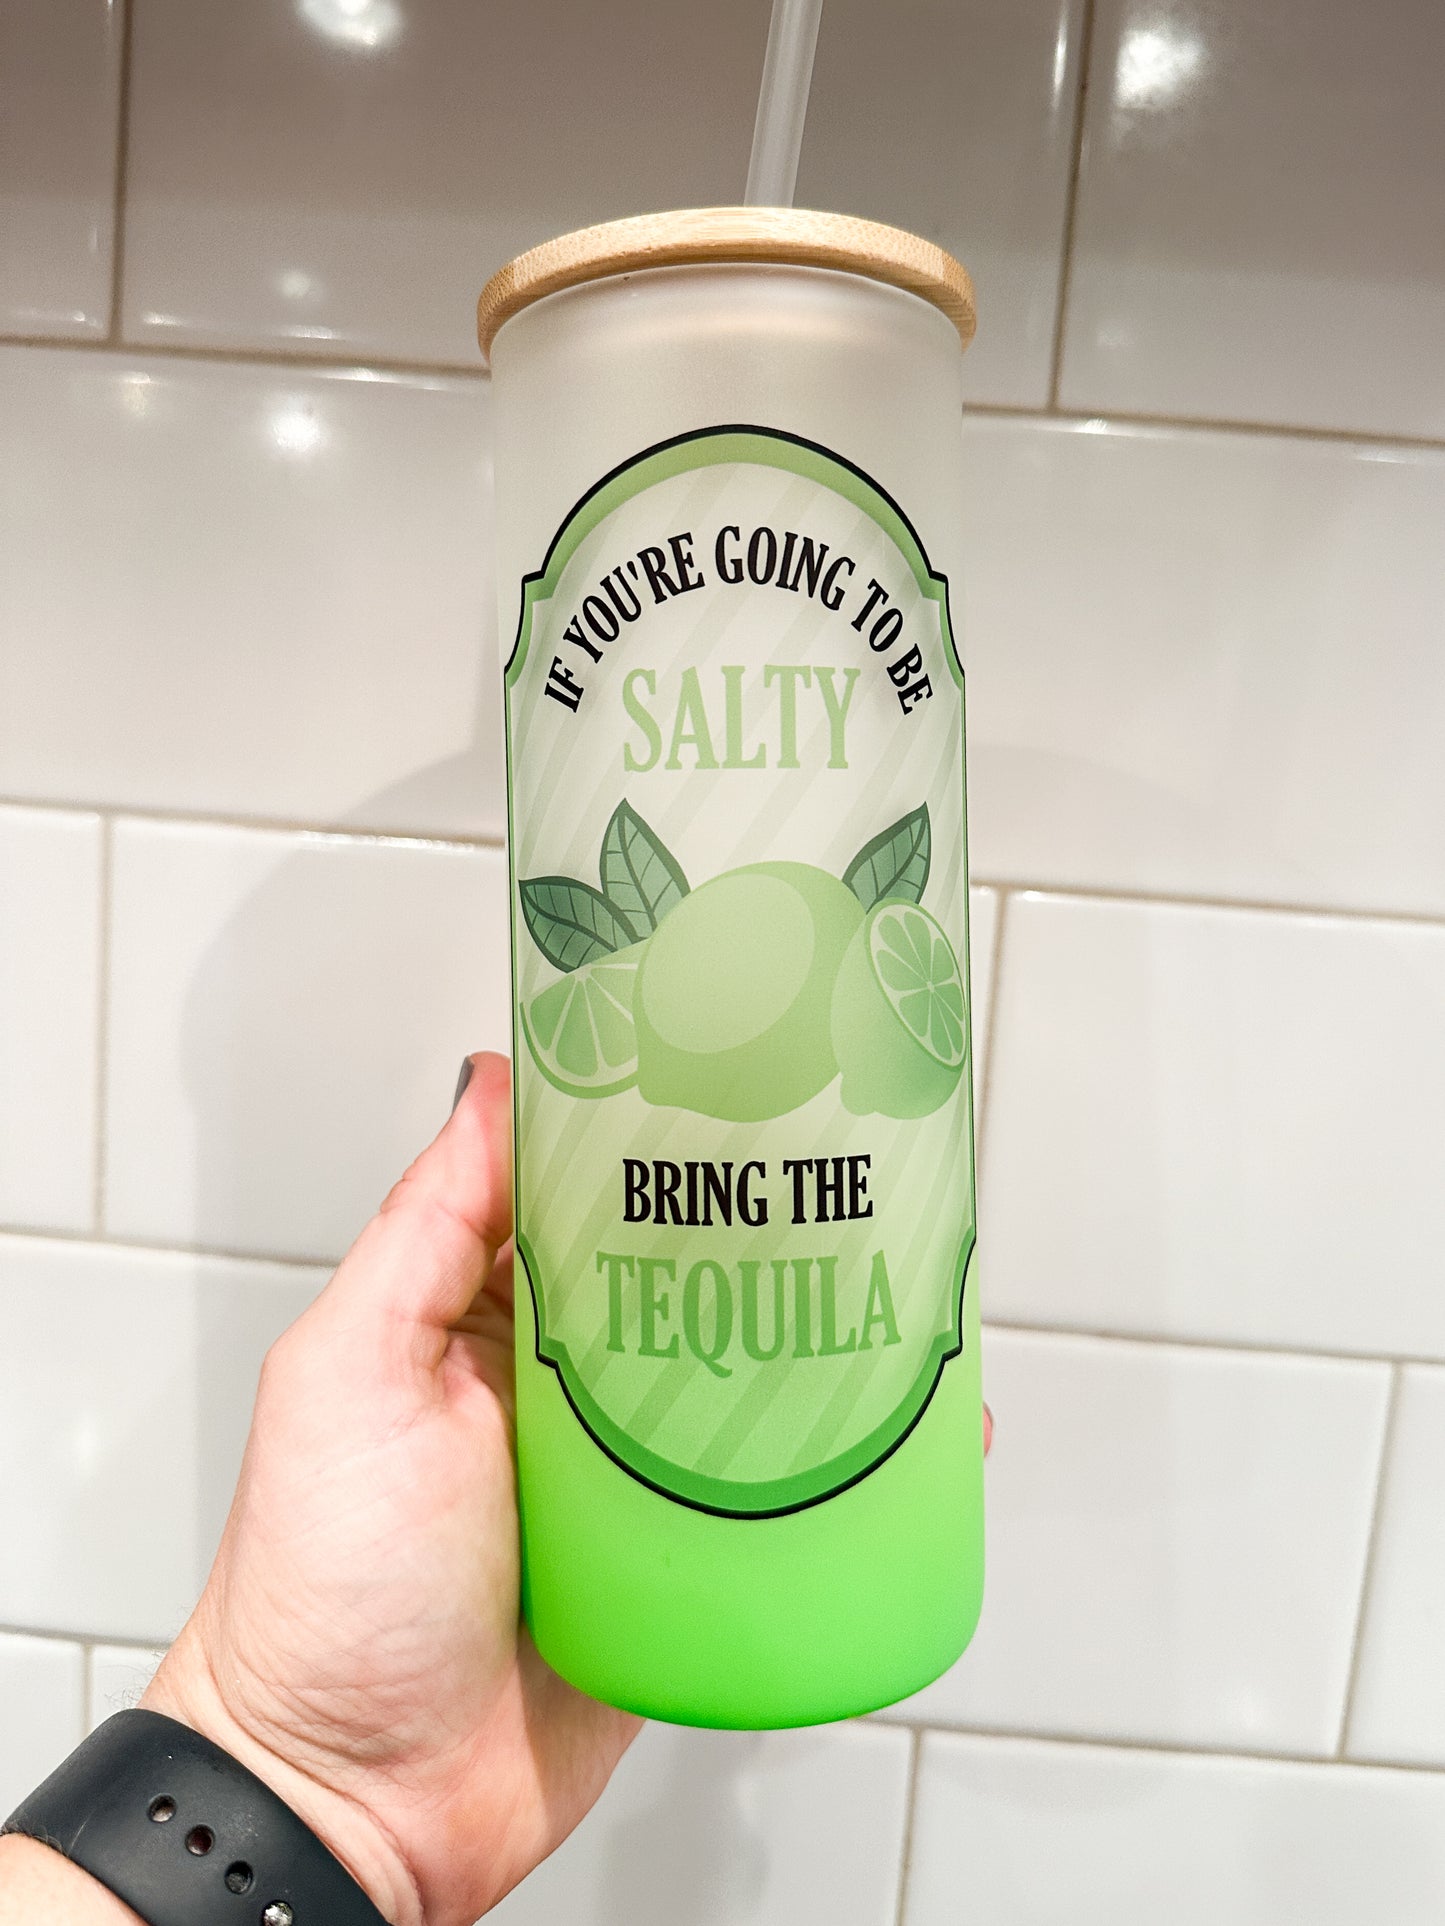 IF YOU'RE GOING TO BE
SALTY
BRING THE
TEQUILA